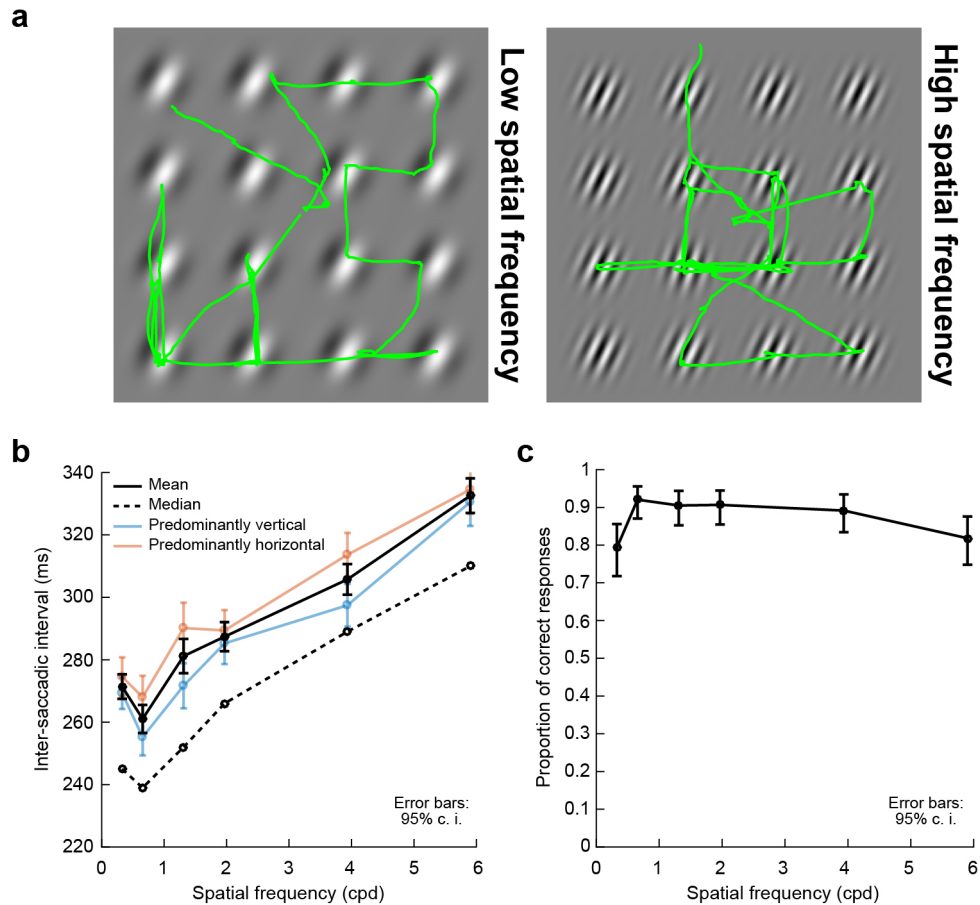 a
Low spatial frequency
High spatial frequency
b
340
320
300
280
260
240
220
Inter-saccadic interval (ms)
Mean
Median
Predominantly vertical
Predominantly horizontal
Error bars:
95% c. i.
0
1
2
3
4
5
6
Spatial frequency (cpd)
c
1
0.9
0.8
0.7
0.6
0.5
0.4
0.3
0.2
0.1
0
Proportion of correct responses
Error bars:
95% c. i.
0
1
2
3
4
5
6
Spatial frequency (cpd)